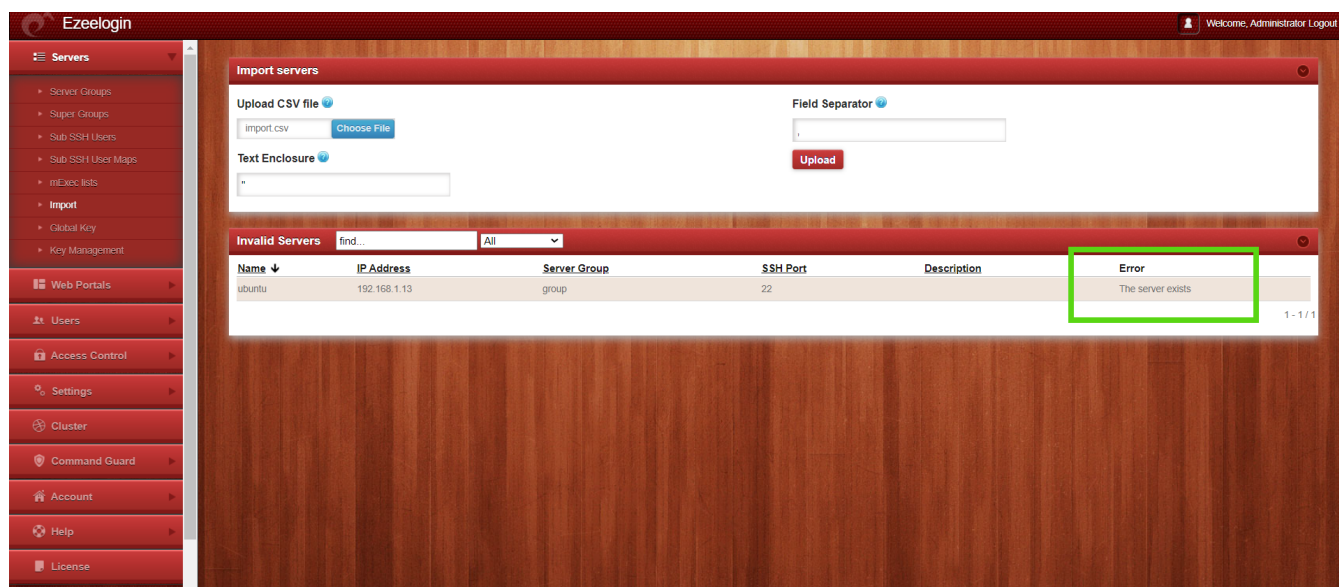 Ezeelogin
Welcome, Administrator Logout
Servers
Server Groups
Super Groups
Sub SSH Users
Sub SSH User Maps
mExec lists
Import
Global Key
Key Management
Web Portals
Users
Access Control
Settings
Cluster
Command Guard
Account
Help
License
Import servers
Upload CSV file
import.csv Choose File
Text Enclosure
"
Field Separator
,
Upload
Invalid Servers find... All
Name IP Address Server Group SSH Port Description Error
ubuntu 192.168.1.13 group 22 The server exists
1 - 1 / 1